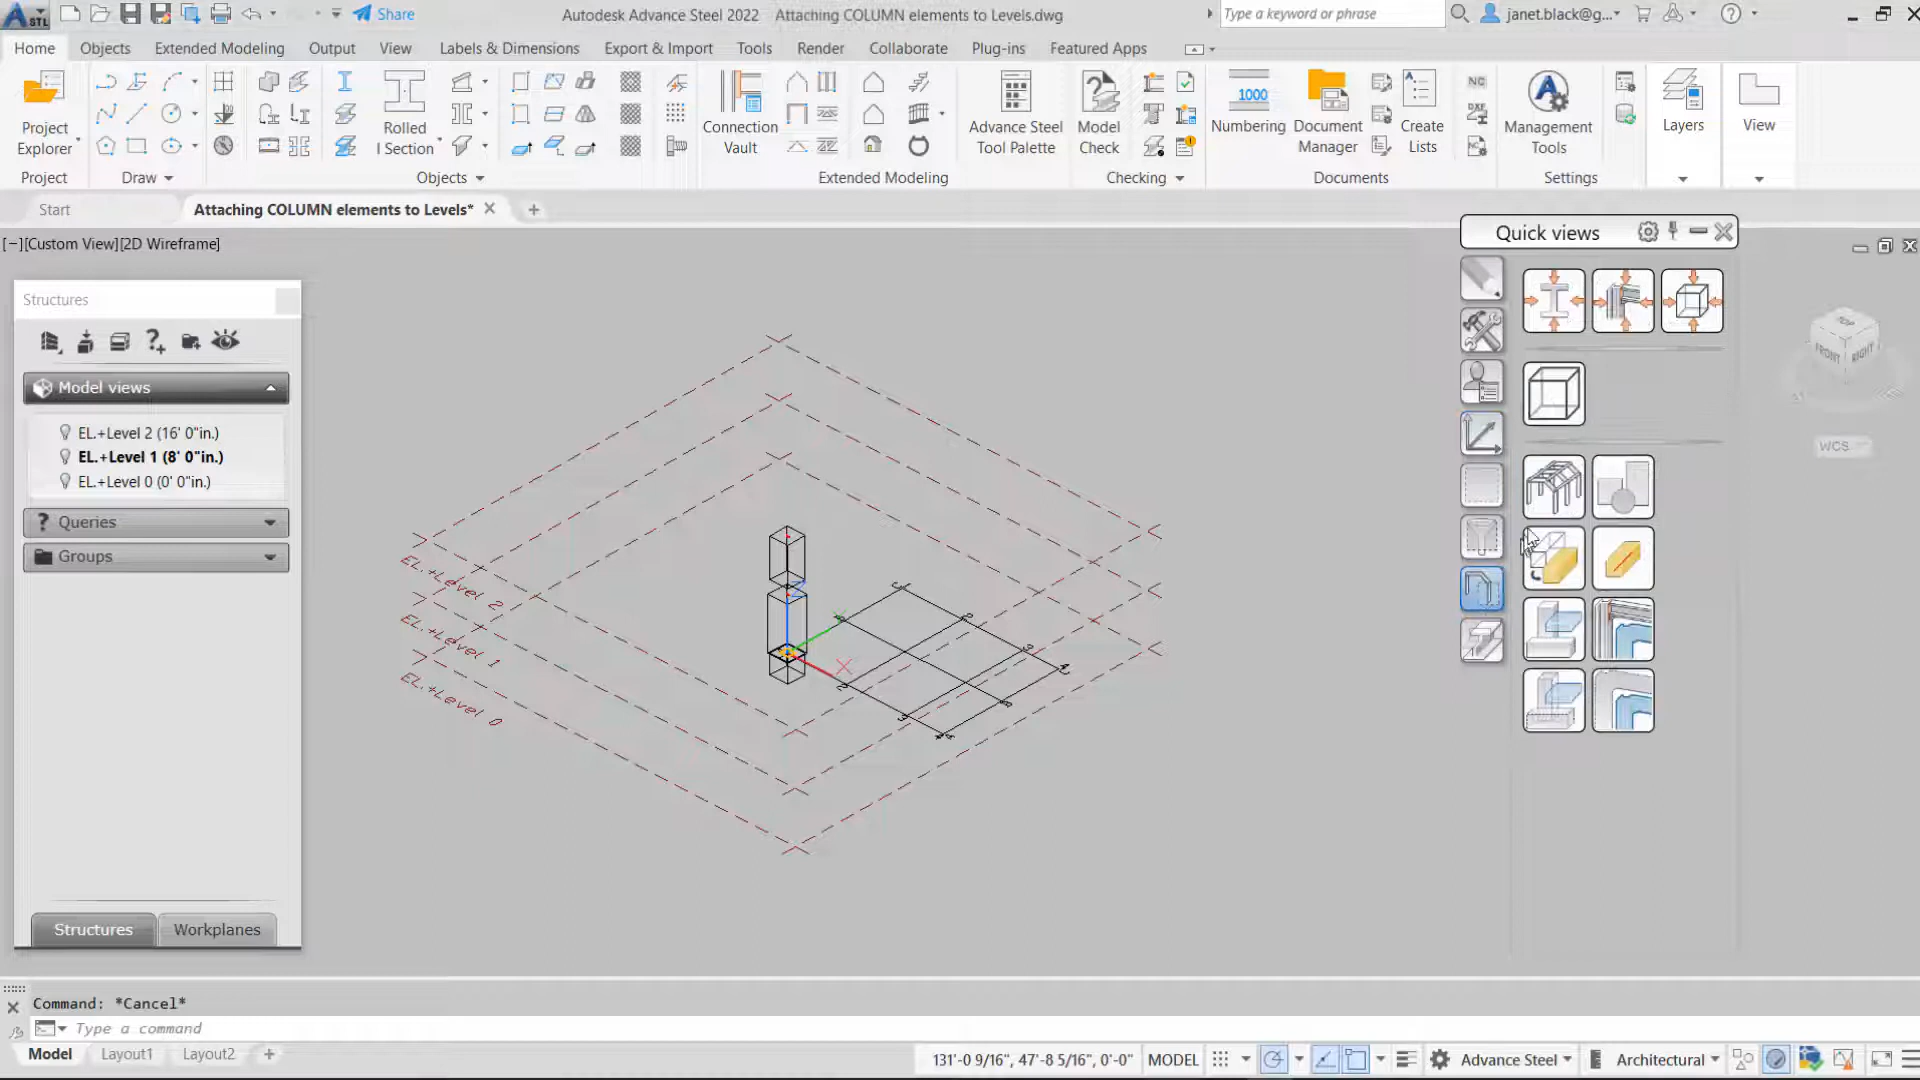 STL
Share
Autodesk Advance Steel 2022 Attaching COLUMN elements to Levels.dwg
Type a keyword or phrase
janet.black@g...
Home
Objects
Extended Modeling
Output
View
Labels & Dimensions
Export & Import
Tools
Render
Collaborate
Plug-ins
Featured Apps
Project
Explorer
Rolled
I Section
Connection
Vault
Advance Steel
Tool Palette
Model
Check
1000
Numbering
Document
Manager
Create
Lists
NC
DXF
NC
Management
Tools
Layers
View
Project
Draw
Objects
Extended Modeling
Checking
Documents
Settings
Start
Attaching COLUMN elements to Levels*
[−][Custom View][2D Wireframe]
Quick views
Structures
Model views
EL.+Level 2 (16' 0"in.)
EL.+Level 1 (8' 0"in.)
EL.+Level 0 (0' 0"in.)
Queries
Groups
FRONT
RIGHT
WCS
EL.+Level 2
EL.+Level 1
EL.+Level 0
Structures
Workplanes
Command: *Cancel*
Type a command
Model
Layout1
Layout2
131'-0 9/16", 47'-8 5/16", 0'-0"
MODEL
Advance Steel
Architectural